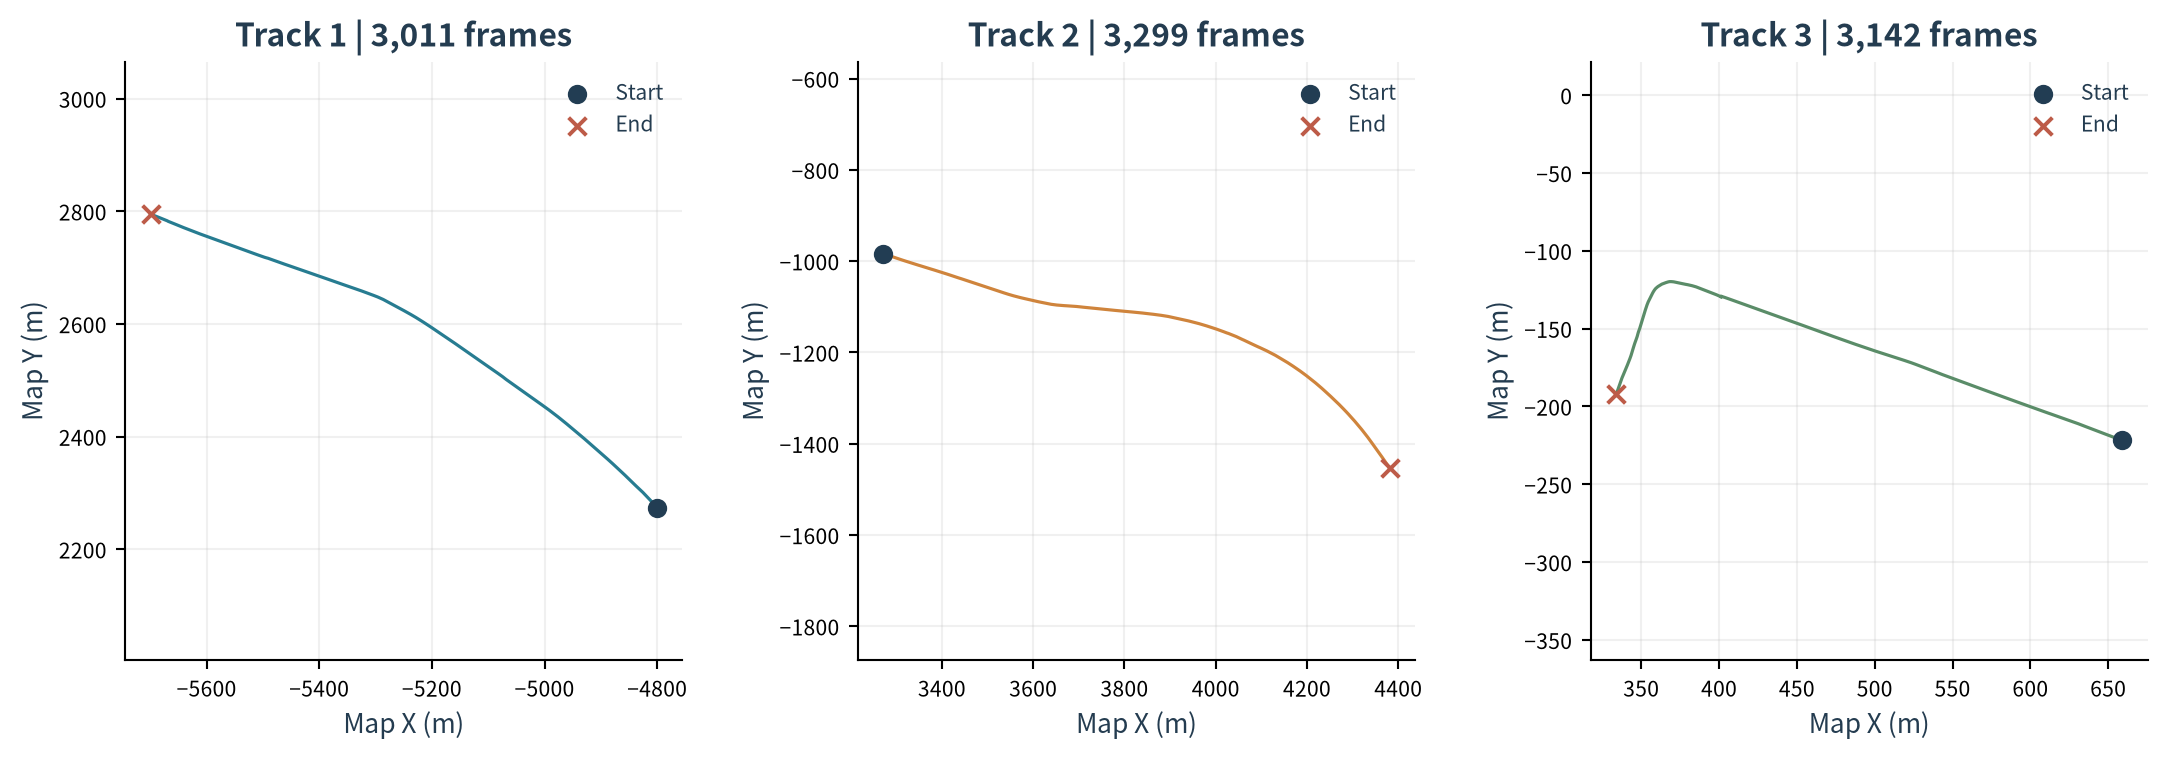 Track 1 | 3,011 frames
Start
End
3000
2800
2600
2400
2200
Map Y (m)
−5600 −5400 −5200 −5000 −4800
Map X (m)
Track 2 | 3,299 frames
Start
End
−600
−800
−1000
−1200
−1400
−1600
−1800
Map Y (m)
3400 3600 3800 4000 4200 4400
Map X (m)
Track 3 | 3,142 frames
Start
End
0
−50
−100
−150
−200
−250
−300
−350
Map Y (m)
350 400 450 500 550 600 650
Map X (m)